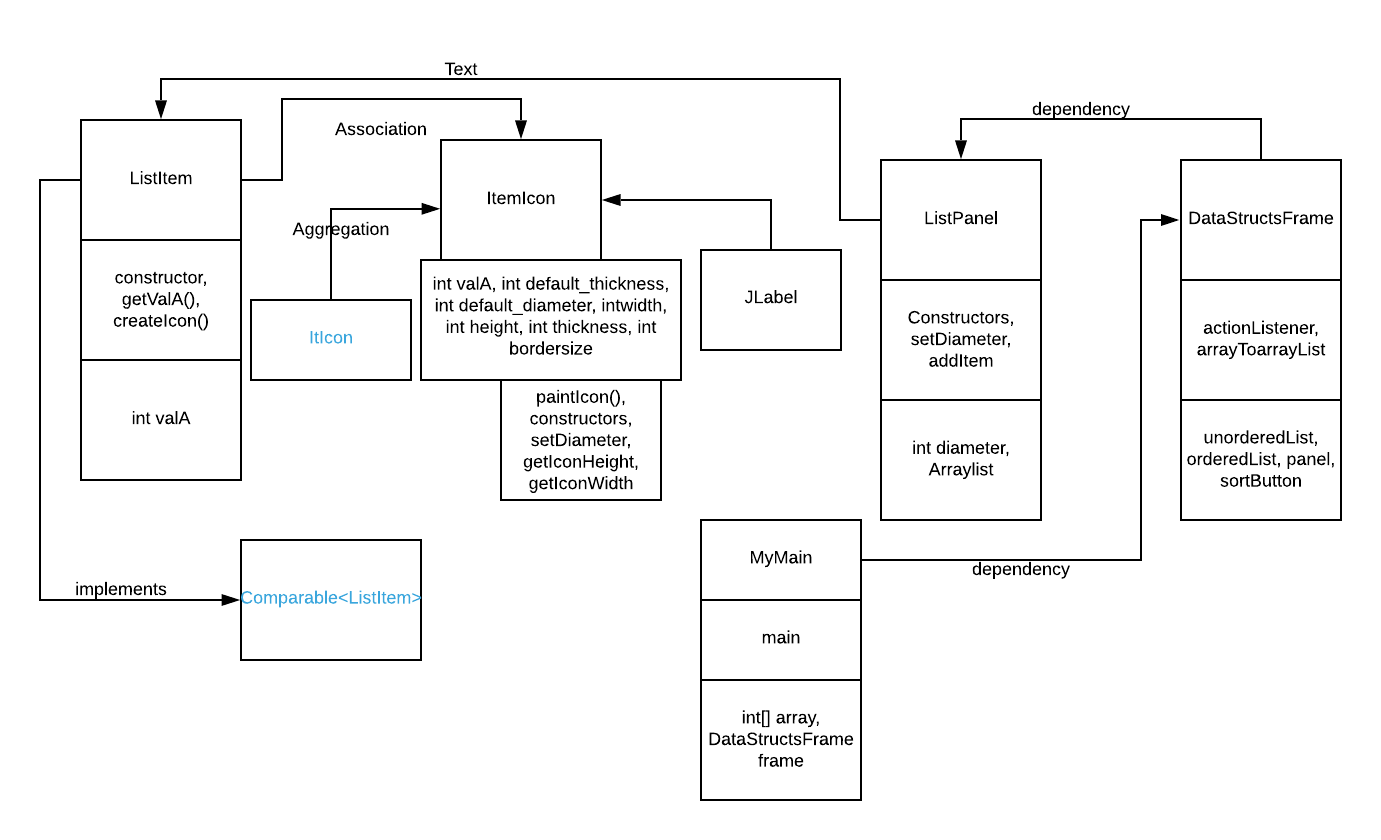 Text
dependency
Association
ListItem
ItemIcon
ListPanel
DataStructsFrame
Aggregation
constructor,
getValA(),
createIcon()
int valA, int default_thickness,
int default_diameter, intwidth,
int height, int thickness, int
bordersize
JLabel
ItIcon
Constructors,
setDiameter,
addItem
actionListener,
arrayToarrayList
int valA
paintIcon(),
constructors,
setDiameter,
getIconHeight,
getIconWidth
int diameter,
Arraylist
unorderedList,
orderedList, panel,
sortButton
MyMain
dependency
implements
Comparable<ListItem>
main
int[] array,
DataStructsFrame
frame